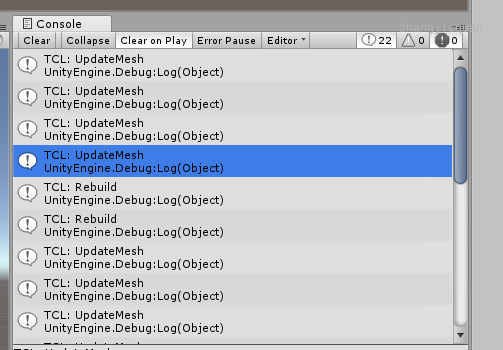 Console
Clear Collapse Clear on Play Error Pause Editor 22 0 0
TCL: UpdateMesh
UnityEngine.Debug:Log(Object)
TCL: UpdateMesh
UnityEngine.Debug:Log(Object)
TCL: UpdateMesh
UnityEngine.Debug:Log(Object)
TCL: UpdateMesh
UnityEngine.Debug:Log(Object)
TCL: Rebuild
UnityEngine.Debug:Log(Object)
TCL: Rebuild
UnityEngine.Debug:Log(Object)
TCL: UpdateMesh
UnityEngine.Debug:Log(Object)
TCL: UpdateMesh
UnityEngine.Debug:Log(Object)
TCL: UpdateMesh
UnityEngine.Debug:Log(Object)